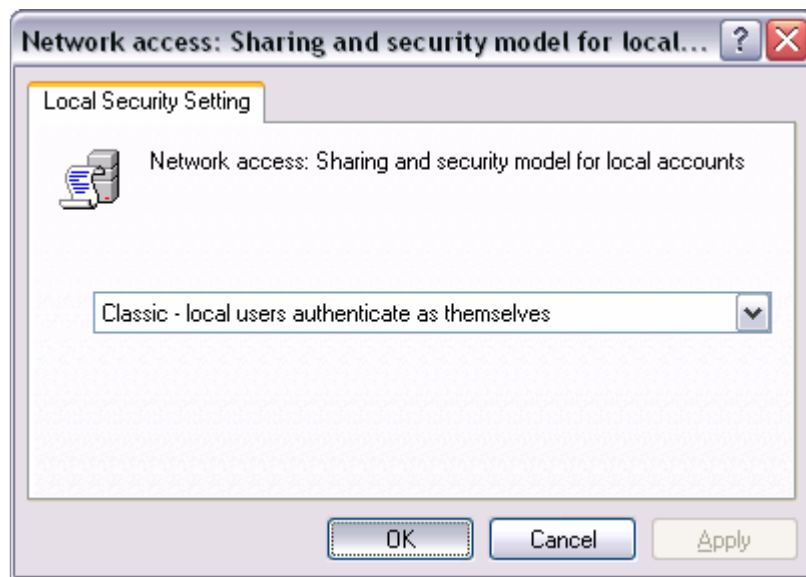 Network access: Sharing and security model for local...
Local Security Setting
Network access: Sharing and security model for local accounts
Classic - local users authenticate as themselves
OK
Cancel
Apply